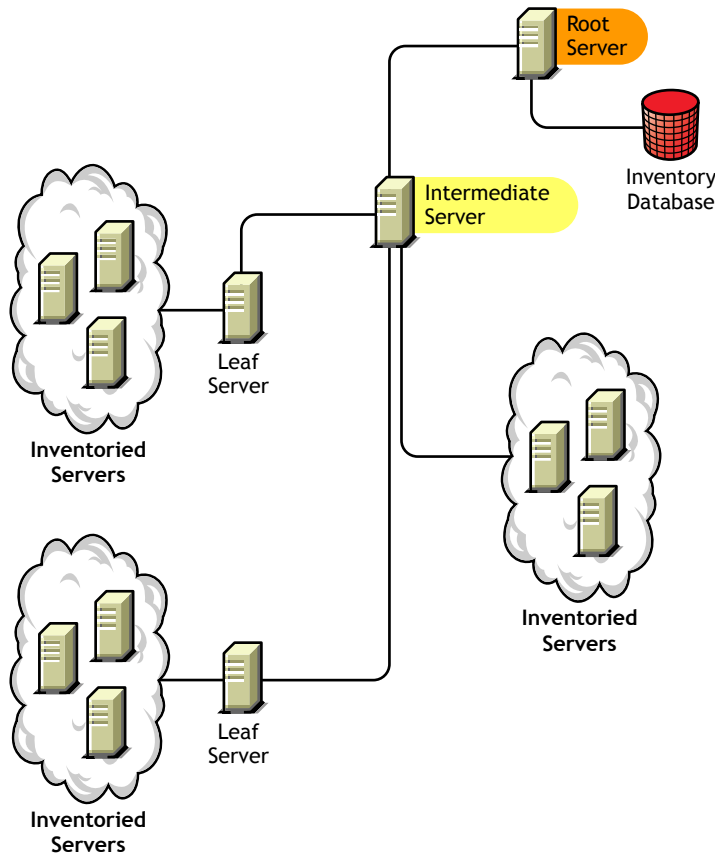 Root
Server
Inventory
Database
Intermediate
Server
Leaf
Server
Inventoried
Servers
Inventoried
Servers
Leaf
Server
Inventoried
Servers